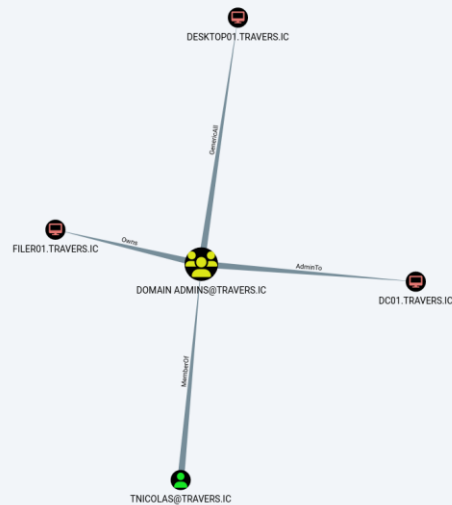 DESKTOP01.TRAVERS.IC
GenericAll
Owns
FILER01.TRAVERS.IC
AdminTo
DOMAIN ADMINS@TRAVERS.IC
DC01.TRAVERS.IC
MemberOf
TNICOLAS@TRAVERS.IC